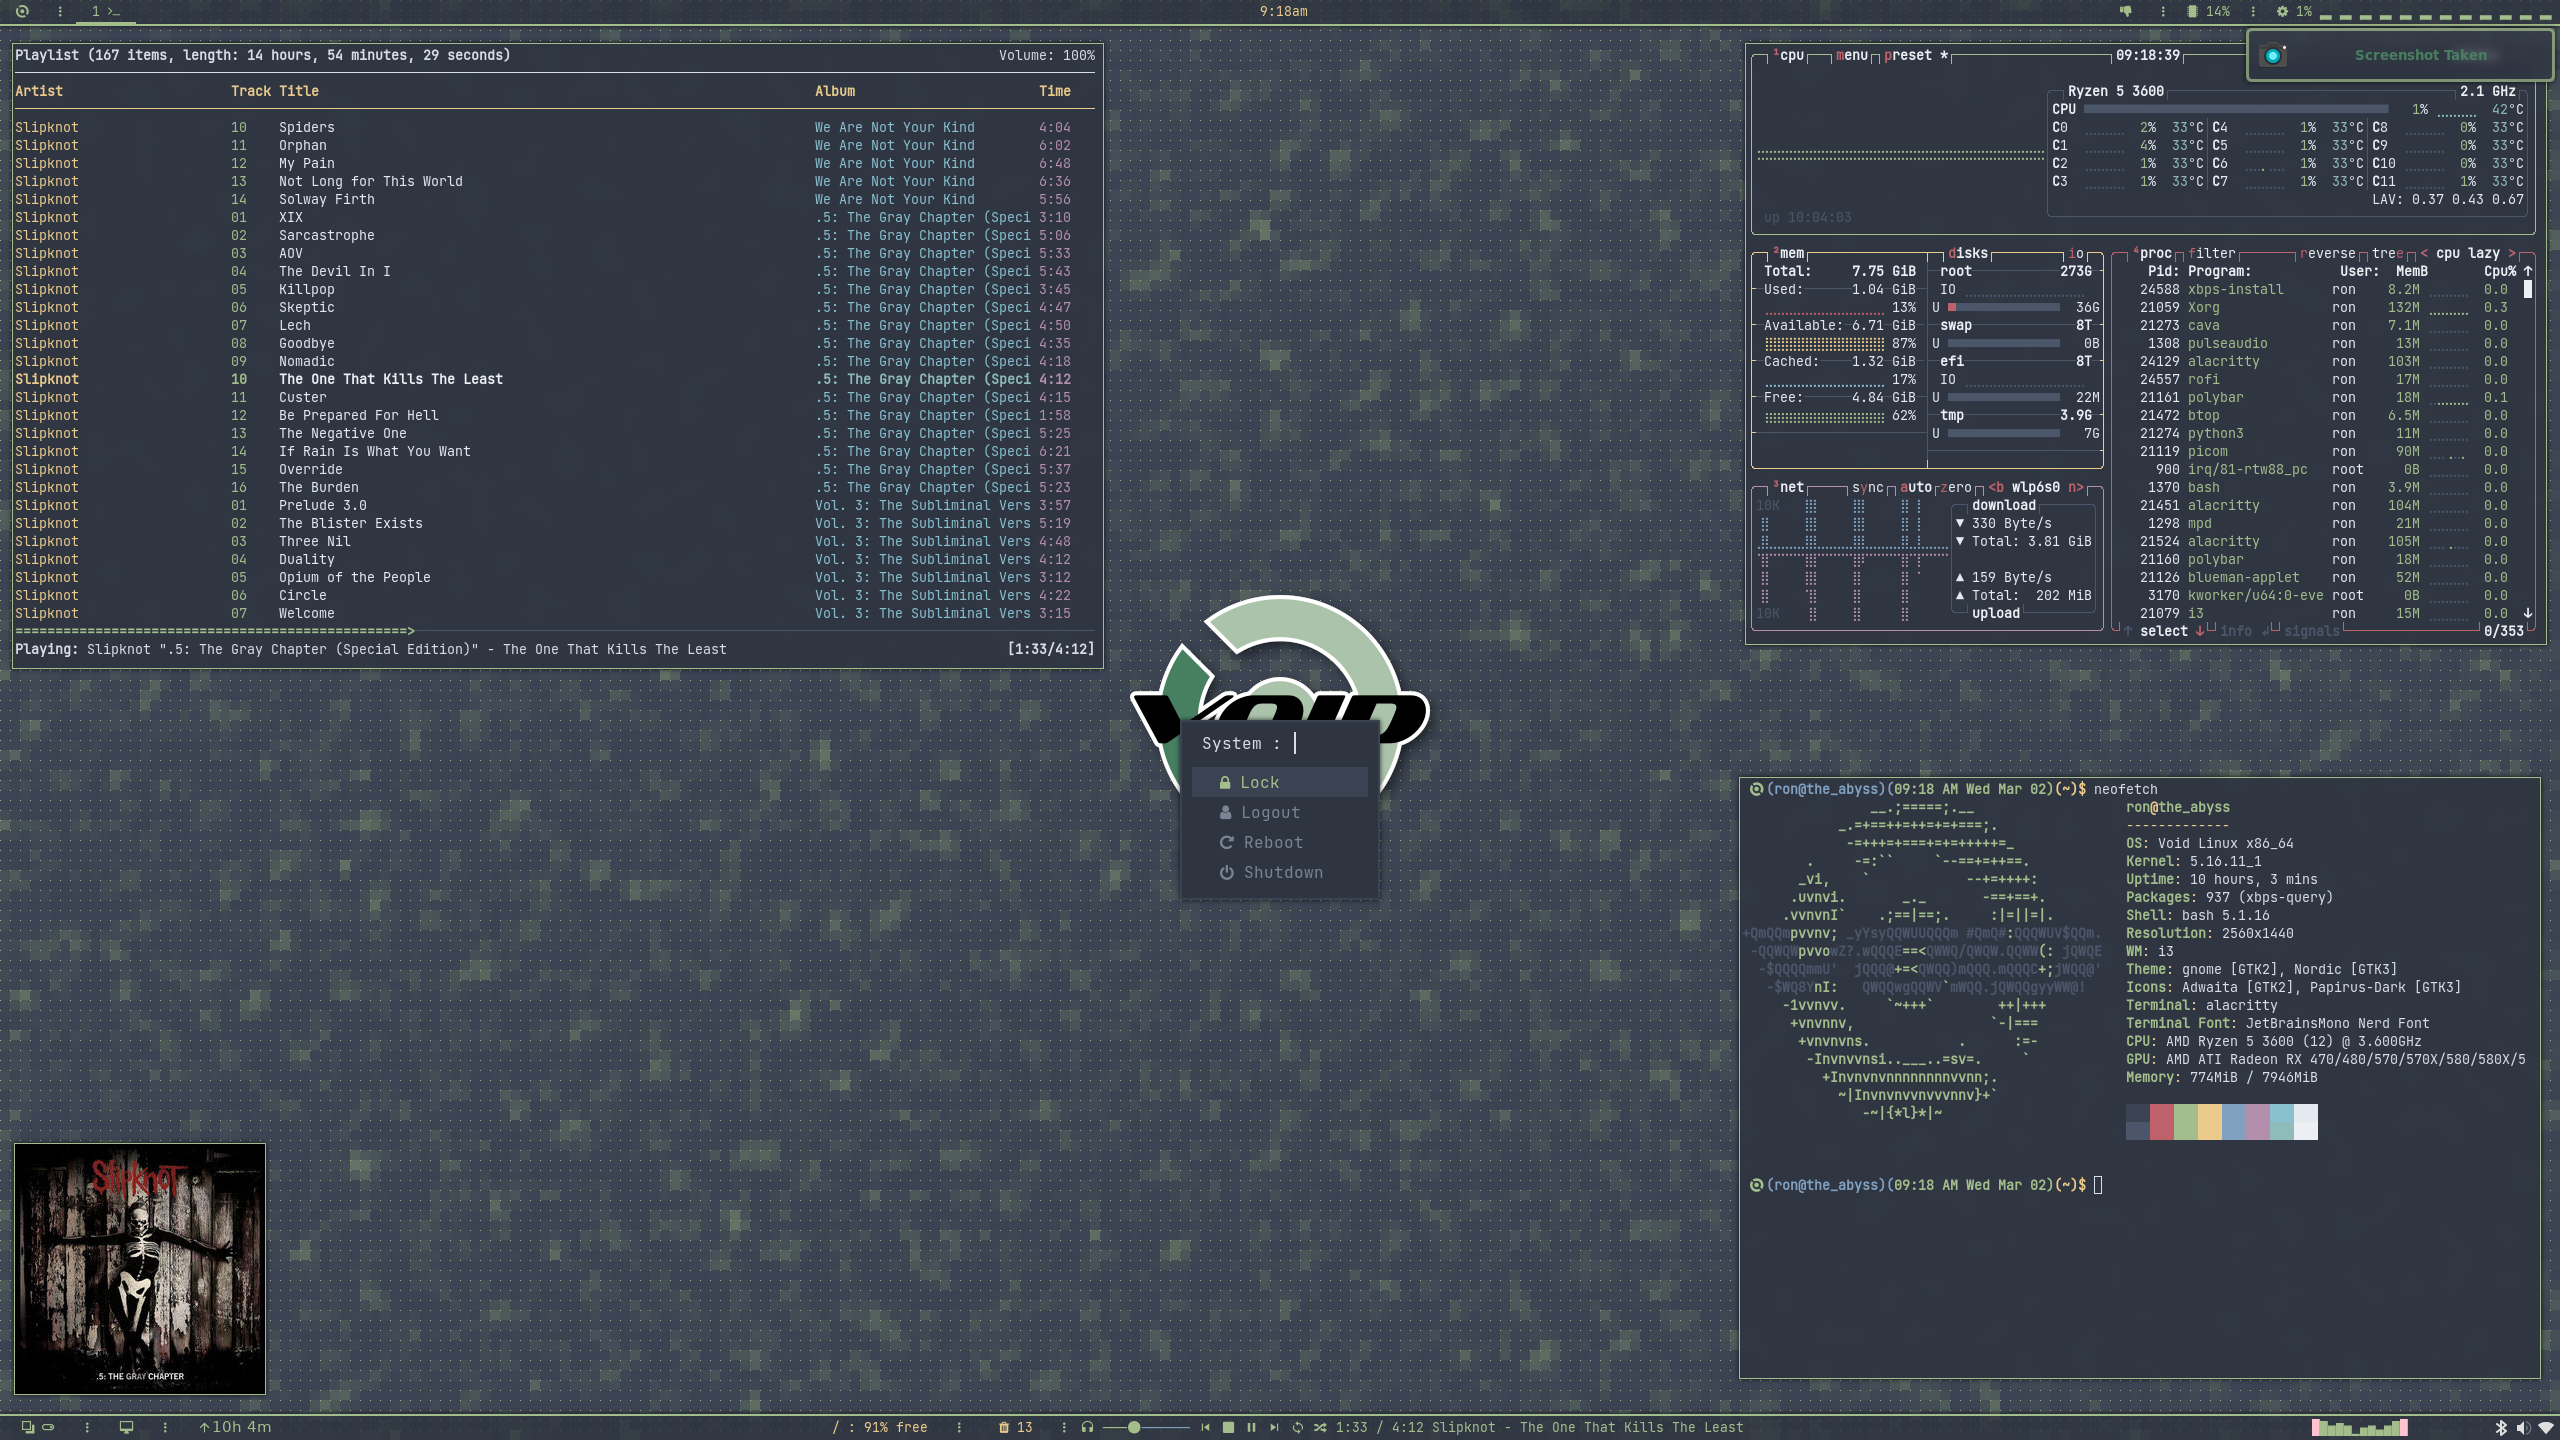 1 >_
9:18am
14%
1%
Screenshot Taken
Playlist (167 items, length: 14 hours, 54 minutes, 29 seconds) Volume: 100%
Artist Track Title Album Time
Slipknot 10 Spiders We Are Not Your Kind 4:04
Slipknot 11 Orphan We Are Not Your Kind 6:02
Slipknot 12 My Pain We Are Not Your Kind 6:48
Slipknot 13 Not Long for This World We Are Not Your Kind 6:36
Slipknot 14 Solway Firth We Are Not Your Kind 5:56
Slipknot 01 XIX .5: The Gray Chapter (Speci 3:10
Slipknot 02 Sarcastrophe .5: The Gray Chapter (Speci 5:06
Slipknot 03 AOV .5: The Gray Chapter (Speci 5:33
Slipknot 04 The Devil In I .5: The Gray Chapter (Speci 5:43
Slipknot 05 Killpop .5: The Gray Chapter (Speci 3:45
Slipknot 06 Skeptic .5: The Gray Chapter (Speci 4:47
Slipknot 07 Lech .5: The Gray Chapter (Speci 4:50
Slipknot 08 Goodbye .5: The Gray Chapter (Speci 4:35
Slipknot 09 Nomadic .5: The Gray Chapter (Speci 4:18
Slipknot 10 The One That Kills The Least .5: The Gray Chapter (Speci 4:12
Slipknot 11 Custer .5: The Gray Chapter (Speci 4:15
Slipknot 12 Be Prepared For Hell .5: The Gray Chapter (Speci 1:58
Slipknot 13 The Negative One .5: The Gray Chapter (Speci 5:25
Slipknot 14 If Rain Is What You Want .5: The Gray Chapter (Speci 6:21
Slipknot 15 Override .5: The Gray Chapter (Speci 5:37
Slipknot 16 The Burden .5: The Gray Chapter (Speci 5:23
Slipknot 01 Prelude 3.0 Vol. 3: The Subliminal Vers 3:57
Slipknot 02 The Blister Exists Vol. 3: The Subliminal Vers 5:19
Slipknot 03 Three Nil Vol. 3: The Subliminal Vers 4:48
Slipknot 04 Duality Vol. 3: The Subliminal Vers 4:12
Slipknot 05 Opium of the People Vol. 3: The Subliminal Vers 3:12
Slipknot 06 Circle Vol. 3: The Subliminal Vers 4:22
Slipknot 07 Welcome Vol. 3: The Subliminal Vers 3:15
Playing: Slipknot ".5: The Gray Chapter (Special Edition)" - The One That Kills The Least [1:33/4:12]
¹cpu menu preset * 09:18:39
Ryzen 5 3600 2.1 GHz
CPU 1% 42°C
C0 2% 33°C C4 1% 33°C C8 0% 33°C
C1 4% 33°C C5 1% 33°C C9 0% 33°C
C2 1% 33°C C6 1% 33°C C10 0% 33°C
C3 1% 33°C C7 1% 33°C C11 1% 33°C
LAV: 0.37 0.43 0.67
up 10:04:03
²mem
Total: 7.75 GiB
Used: 1.04 GiB
13%
Available: 6.71 GiB
87%
Cached: 1.32 GiB
17%
Free: 4.84 GiB
62%
disks io
root 273G
IO
U 36G
swap 8T
U 0B
efi 8T
IO
U 22M
tmp 3.9G
U 7G
³net sync auto zero <b wlp6s0 n>
10K
download
▼ 330 Byte/s
▼ Total: 3.81 GiB
▲ 159 Byte/s
▲ Total: 202 MiB
10K
upload
⁴proc filter reverse tree < cpu lazy >
Pid: Program: User: MemB Cpu% ↑
24588 xbps-install ron 8.2M 0.0
21059 Xorg ron 132M 0.3
21273 cava ron 7.1M 0.0
1308 pulseaudio ron 13M 0.0
24129 alacritty ron 103M 0.0
24557 rofi ron 17M 0.0
21161 polybar ron 18M 0.1
21472 btop ron 6.5M 0.0
21274 python3 ron 11M 0.0
21119 picom ron 90M 0.0
900 irq/81-rtw88_pc root 0B 0.0
1370 bash ron 3.9M 0.0
21451 alacritty ron 104M 0.0
1298 mpd ron 21M 0.0
21524 alacritty ron 105M 0.0
21160 polybar ron 18M 0.0
21126 blueman-applet ron 52M 0.0
3170 kworker/u64:0-eve root 0B 0.0
21079 i3 ron 15M 0.0 ↓
↑ select ↓ info ↲ signals 0/353
VOID
System :
Lock
Logout
Reboot
Shutdown
(ron@the_abyss)(09:18 AM Wed Mar 02)(~)$ neofetch
ron@the_abyss
-------------
OS: Void Linux x86_64
Kernel: 5.16.11_1
Uptime: 10 hours, 3 mins
Packages: 937 (xbps-query)
Shell: bash 5.1.16
Resolution: 2560x1440
WM: i3
Theme: gnome [GTK2], Nordic [GTK3]
Icons: Adwaita [GTK2], Papirus-Dark [GTK3]
Terminal: alacritty
Terminal Font: JetBrainsMono Nerd Font
CPU: AMD Ryzen 5 3600 (12) @ 3.600GHz
GPU: AMD ATI Radeon RX 470/480/570/570X/580/580X/5
Memory: 774MiB / 7946MiB
(ron@the_abyss)(09:18 AM Wed Mar 02)(~)$
Slipknot
.5: THE GRAY CHAPTER
↑10h 4m
/ : 91% free
13
1:33 / 4:12 Slipknot - The One That Kills The Least